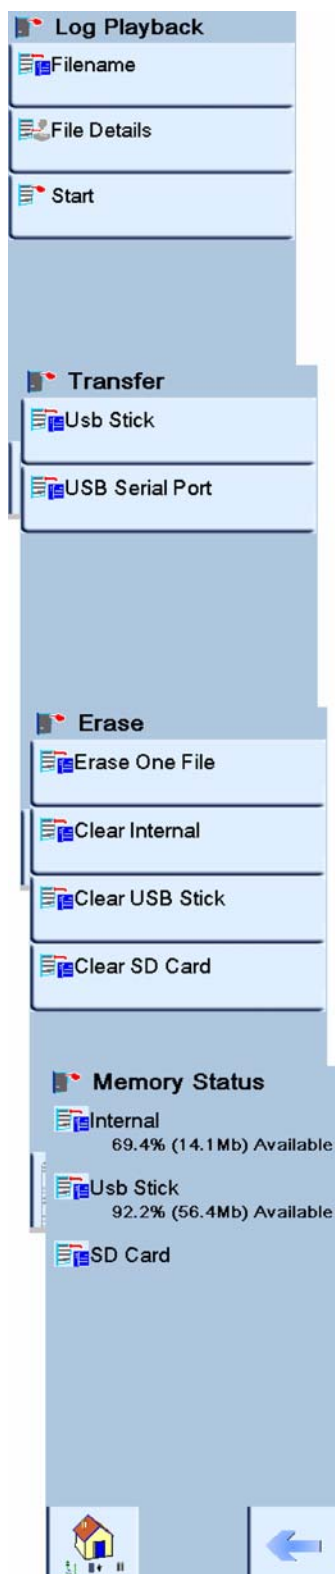 Log Playback
Filename
File Details
Start
Transfer
Usb Stick
USB Serial Port
Erase
Erase One File
Clear Internal
Clear USB Stick
Clear SD Card
Memory Status
Internal
69.4% (14.1Mb) Available
Usb Stick
92.2% (56.4Mb) Available
SD Card